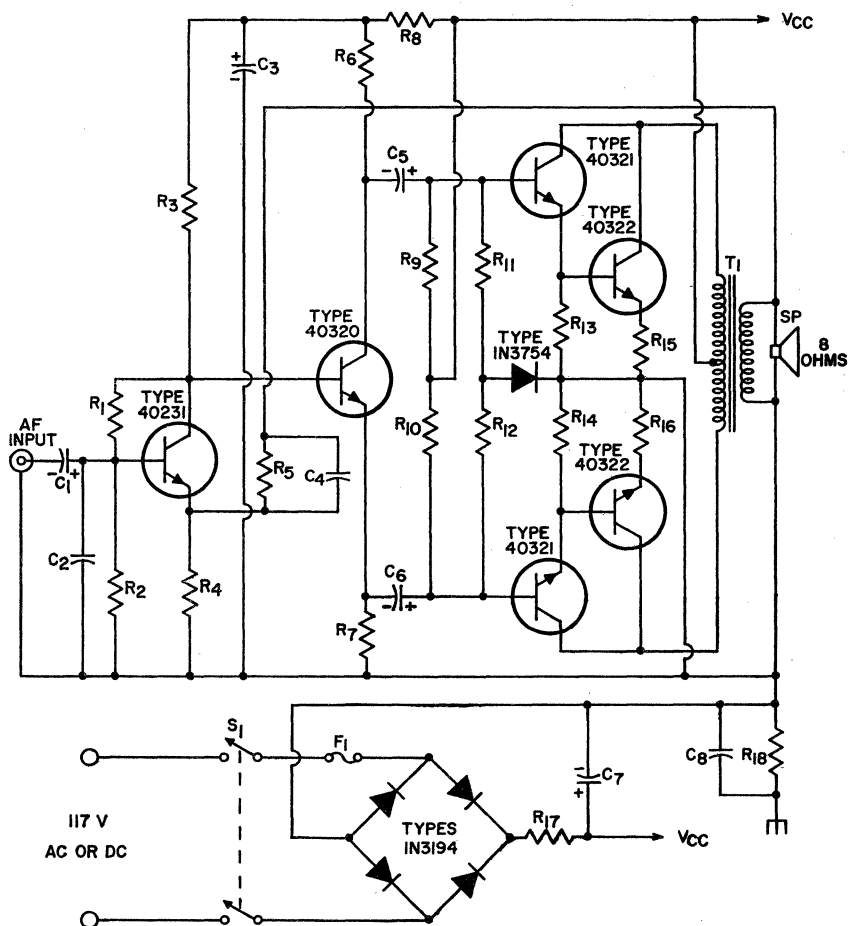 R8
VCC
R6
C3
+
-
TYPE
40321
C5
- +
R3
TYPE
40322
R9
R11
T1
TYPE
40320
R13
SP
TYPE
1N3754
R15
8
OHMS
R1
TYPE
40231
AF
INPUT
R10
R12
R14
R16
- +
C1
R5
C4
TYPE
40322
TYPE
40321
C2
R2
R4
C6
- +
R7
S1
F1
-
C7
+
C8
R18
117 V
AC OR DC
TYPES
1N3194
R17
VCC